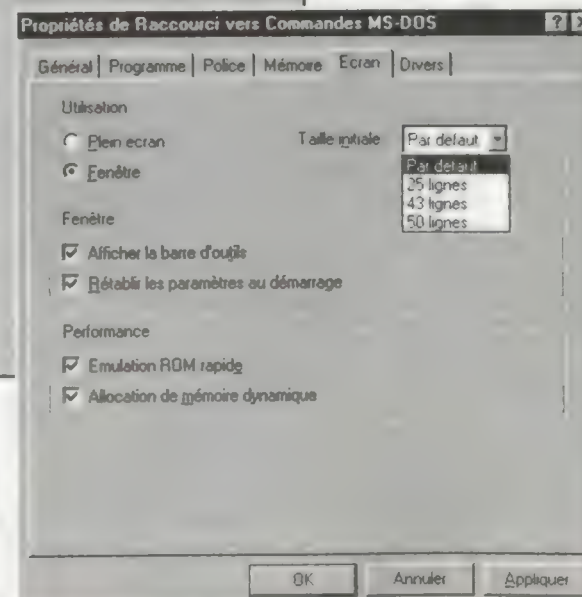 Propriétés de Raccourci vers Commandes MS-DOS
Général Programme Police Mémoire Ecran Divers
Utilisation
Plein ecran
Taille initiale
Par défaut
Fenêtre
Par défaut
25 lignes
43 lignes
50 lignes
Fenêtre
Afficher la barre d'outils
Rétablir les paramètres au démarrage
Performance
Emulation ROM rapide
Allocation de mémoire dynamique
OK Annuler Appliquer